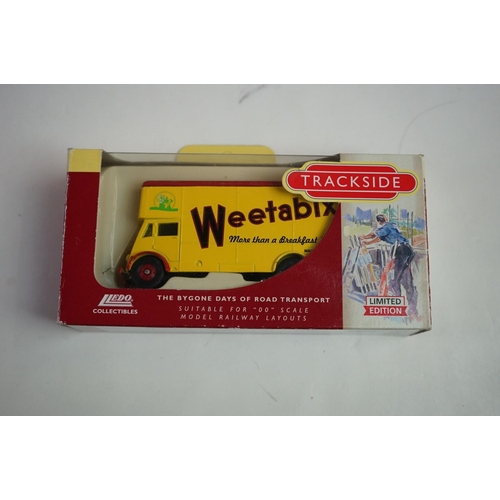 TRACKSIDE
Weetabix
More than a Breakfast
LLEDO
COLLECTIBLES
THE BYGONE DAYS OF ROAD TRANSPORT
SUITABLE FOR "00" SCALE
MODEL RAILWAY LAYOUTS
LIMITED
EDITION